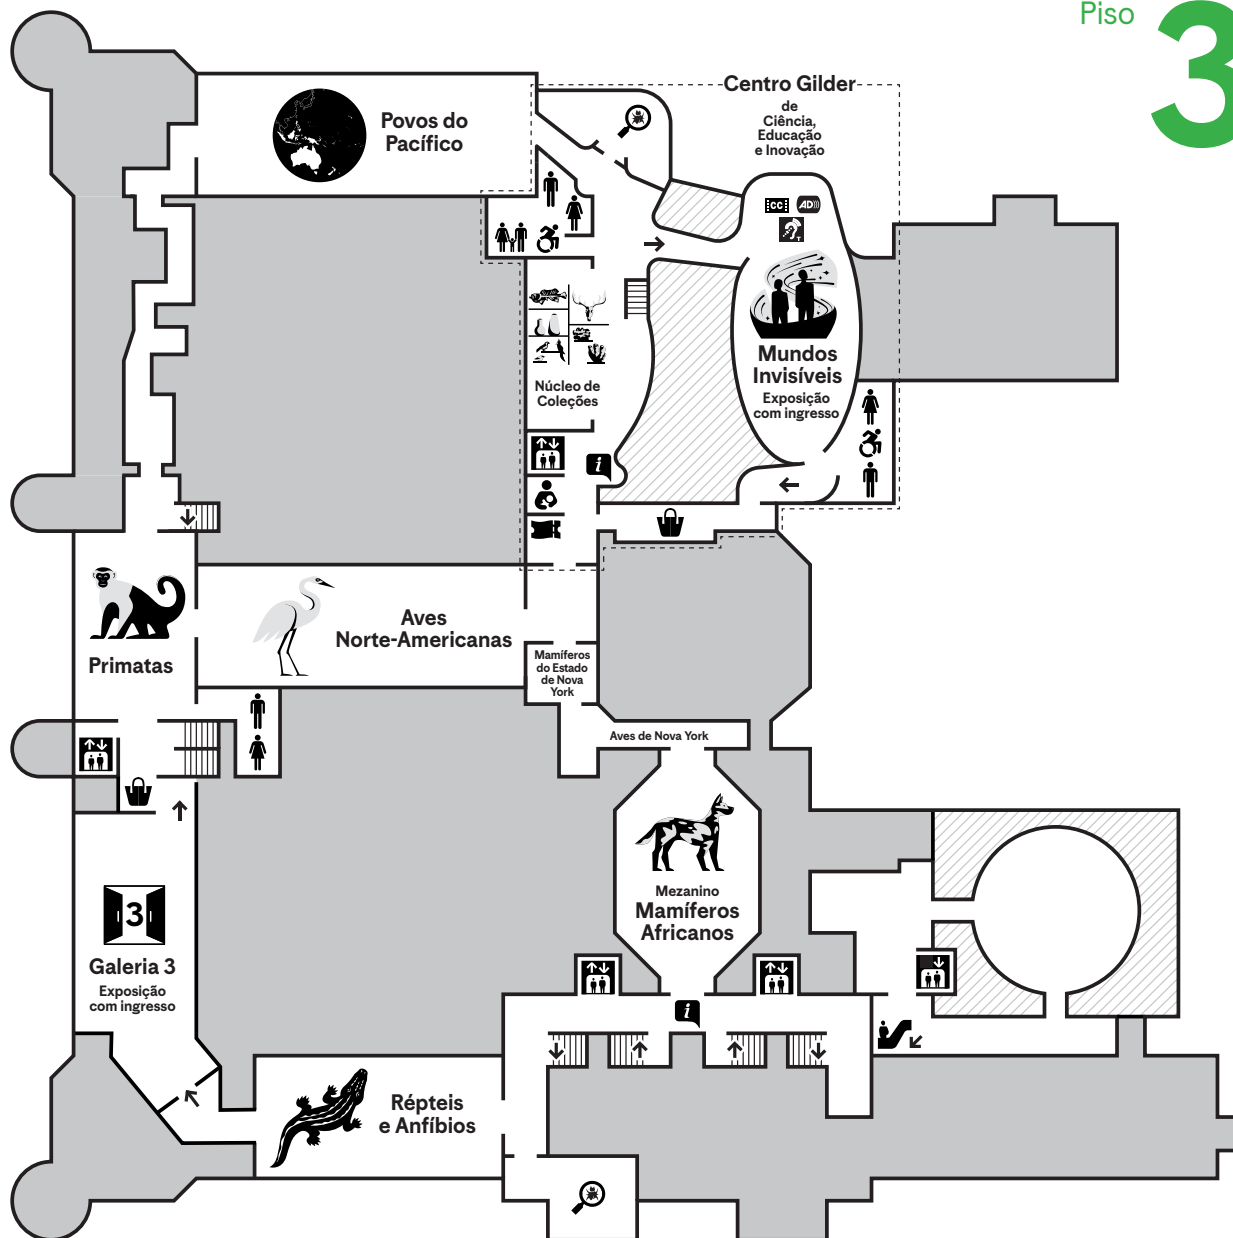 Piso
3
Centro Gilder
de
Ciência,
Educação
e Inovação
Povos do
Pacífico
CC
AD
Mundos
Invisíveis
Exposição
com ingresso
Núcleo de
Coleções
i
Aves
Norte-Americanas
Primatas
Mamíferos
do Estado
de Nova
York
Aves de Nova York
Mezanino
Mamíferos
Africanos
3
Galeria 3
Exposição
com ingresso
i
Répteis
e Anfíbios